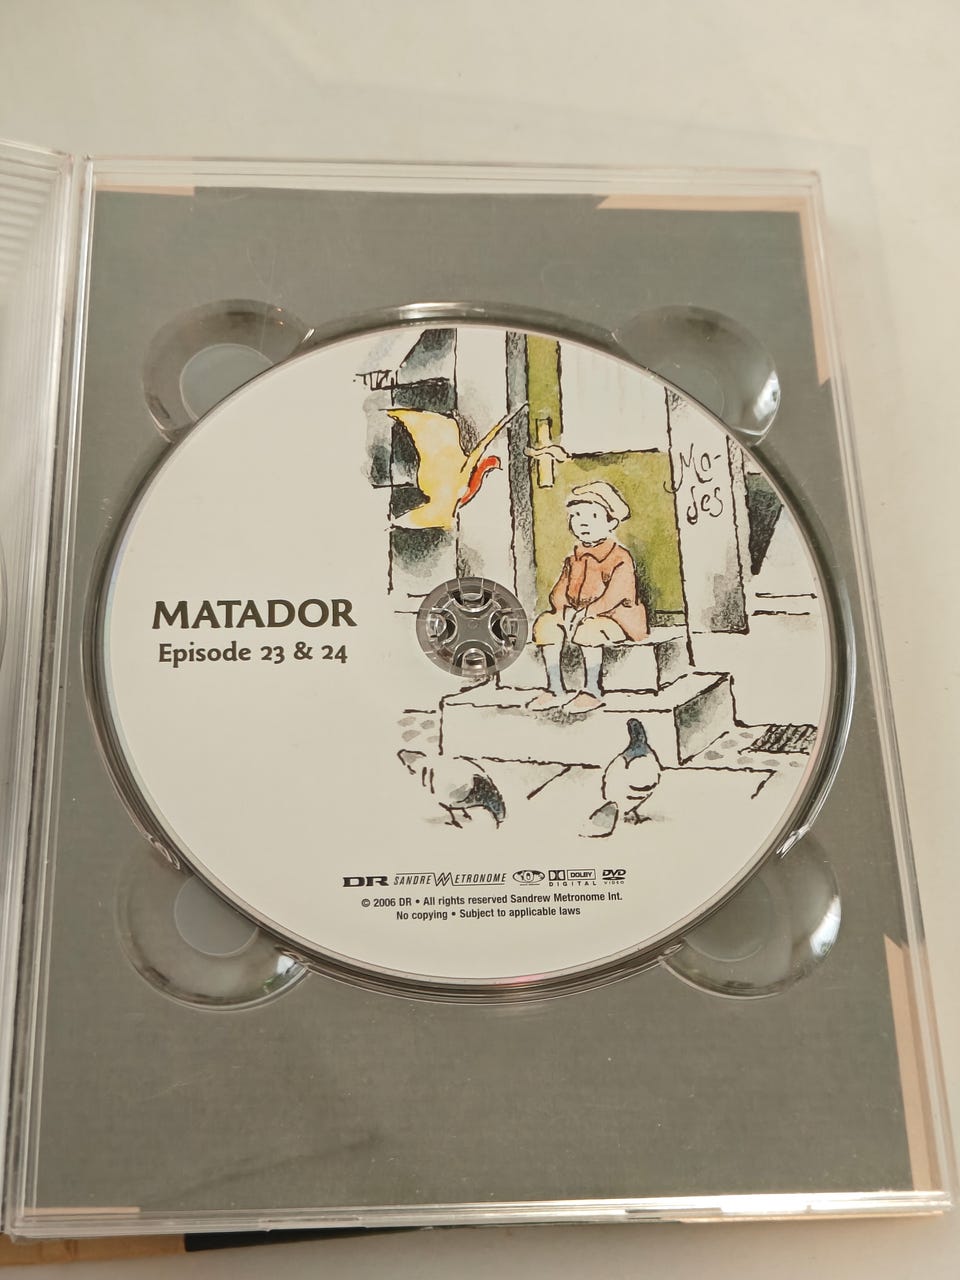 Mo-
des
MATADOR
Episode 23 & 24
DR SANDREW METRONOME DOLBY DIGITAL DVD VIDEO
© 2006 DR • All rights reserved Sandrew Metronome Int.
No copying • Subject to applicable laws